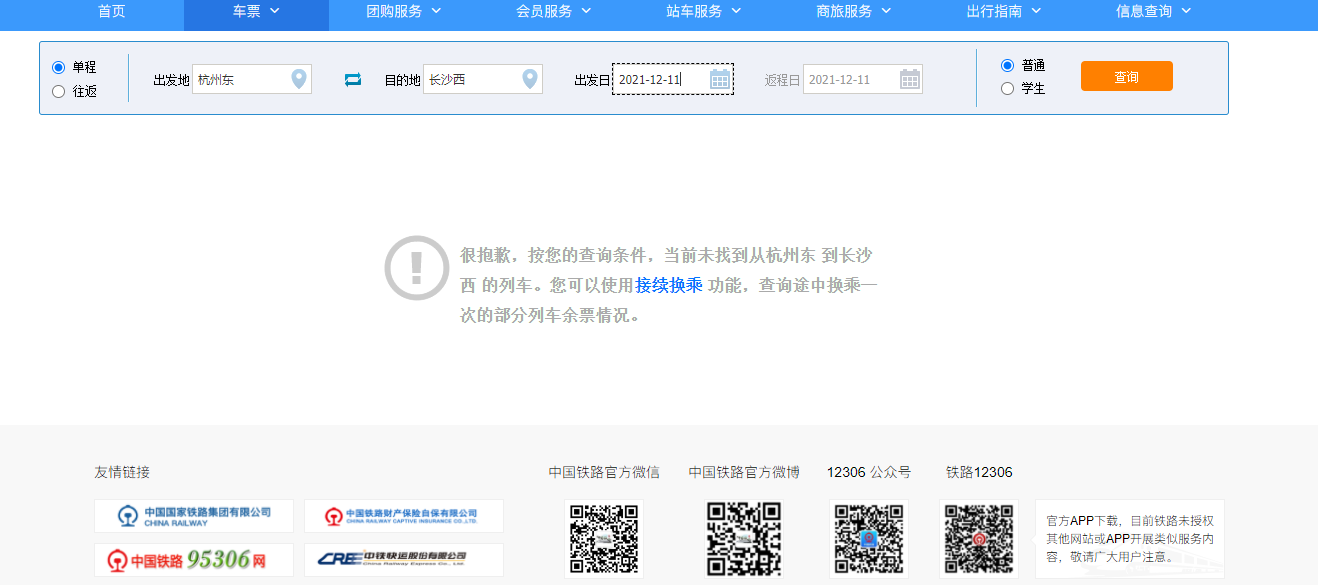 首页 车票 团购服务 会员服务 站车服务 商旅服务 出行指南 信息查询
单程
往返
出发地 杭州东
目的地 长沙西
出发日 2021-12-11
返程日 2021-12-11
普通
学生
查询
很抱歉，按您的查询条件，当前未找到从杭州东 到长沙
西 的列车。您可以使用接续换乘 功能，查询途中换乘一
次的部分列车余票情况。
友情链接
中国国家铁路集团有限公司
CHINA RAILWAY
中国铁路财产保险自保有限公司
CHINA RAILWAY CAPTIVE INSURANCE CO.,LTD.
中国铁路 95306 网
CRE 中铁快运股份有限公司
China Railway Express Co., Ltd.
中国铁路官方微信
中国铁路官方微博
12306 公众号
铁路12306
官方APP下载，目前铁路未授权
其他网站或APP开展类似服务内
容，敬请广大用户注意。